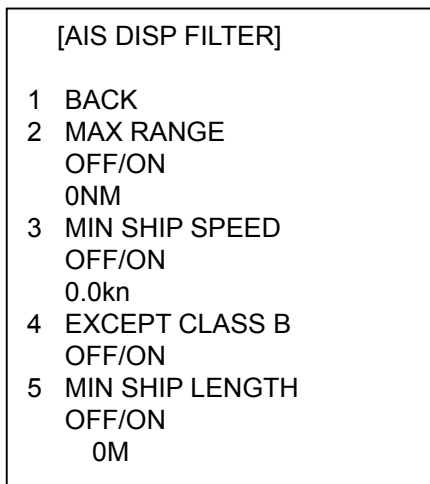 [AIS DISP FILTER]
1 BACK
2 MAX RANGE
OFF/ON
0NM
3 MIN SHIP SPEED
OFF/ON
0.0kn
4 EXCEPT CLASS B
OFF/ON
5 MIN SHIP LENGTH
OFF/ON
0M